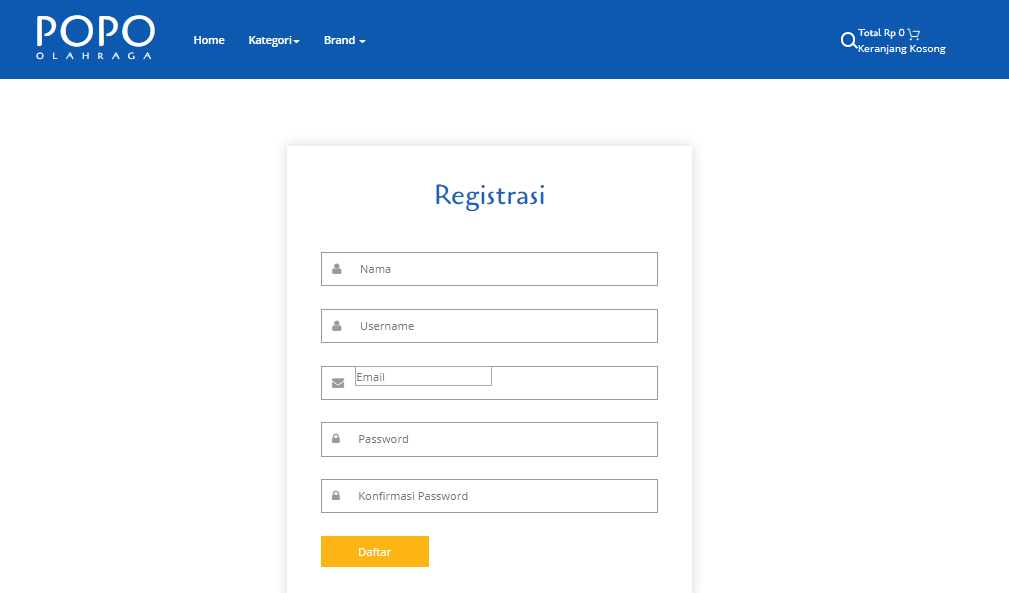 POPO
OLAHRAGA
Home Kategori Brand
Total Rp 0
Keranjang Kosong
Registrasi
Nama
Username
Email
Password
Konfirmasi Password
Daftar